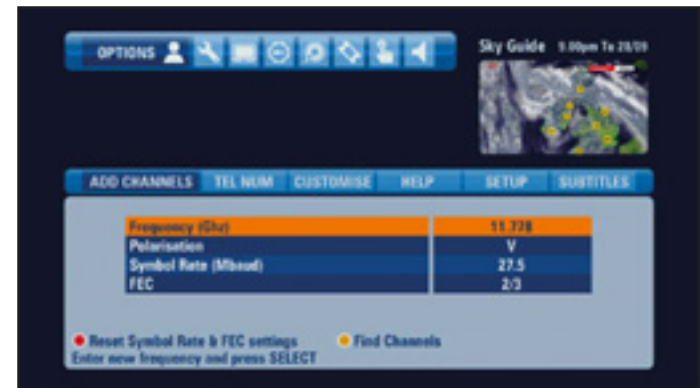 OPTIONS
Sky Guide 9.00pm Tu 28/09
ADD CHANNELS TEL NUM CUSTOMISE HELP SETUP SUBTITLES
Frequency (Ghz) 11.778
Polarisation V
Symbol Rate (Mbaud) 27.5
FEC 2/3
Reset Symbol Rate & FEC settings Find Channels
Enter new frequency and press SELECT